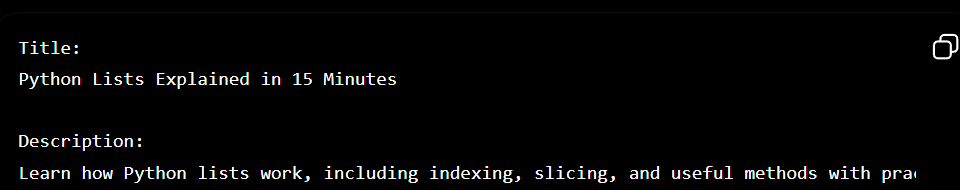 Title:
Python Lists Explained in 15 Minutes
Description:
Learn how Python lists work, including indexing, slicing, and useful methods with